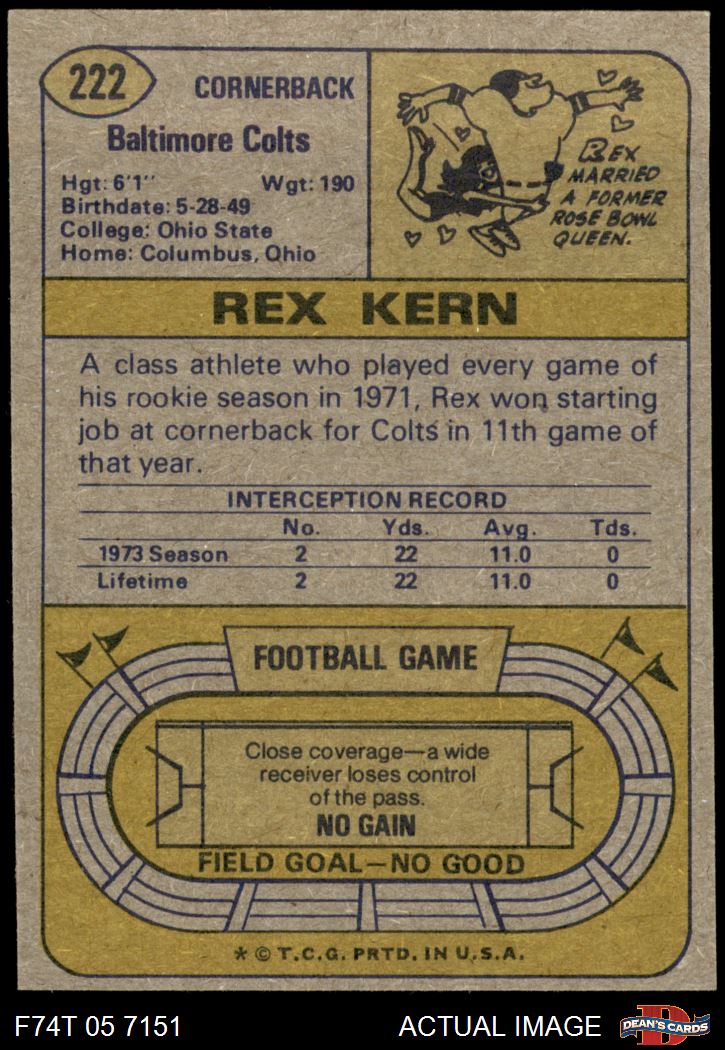 222
CORNERBACK
Baltimore Colts
Hgt: 6'1" Wgt: 190
Birthdate: 5-28-49
College: Ohio State
Home: Columbus, Ohio
REX
MARRIED
A FORMER
ROSE BOWL
QUEEN.
REX KERN
A class athlete who played every game of
his rookie season in 1971, Rex won starting
job at cornerback for Colts in 11th game of
that year.
INTERCEPTION RECORD
No. Yds. Avg. Tds.
1973 Season 2 22 11.0 0
Lifetime 2 22 11.0 0
FOOTBALL GAME
Close coverage—a wide
receiver loses control
of the pass.
NO GAIN
FIELD GOAL—NO GOOD
* © T.C.G. PRTD. IN U.S.A.
F74T 05 7151 ACTUAL IMAGE
D
DEAN'S CARDS